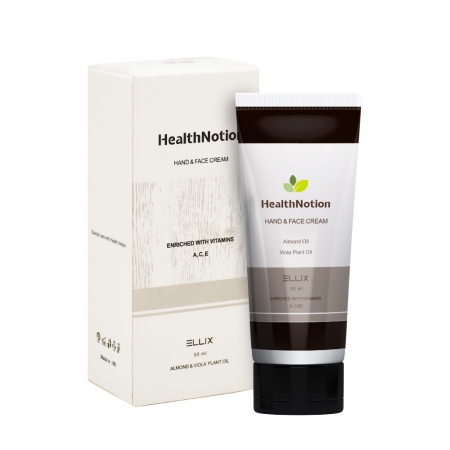 HealthNotion
HAND & FACE CREAM
ENRICHED WITH VITAMINS
A, C, E
ELLIX
50 ml
ALMOND & VIOLA PLANT OIL
HealthNotion
HAND & FACE CREAM
Almond Oil
Viola Plant Oil
ELLIX
50 ml
ENRICHED WITH VITAMINS
A,C,E